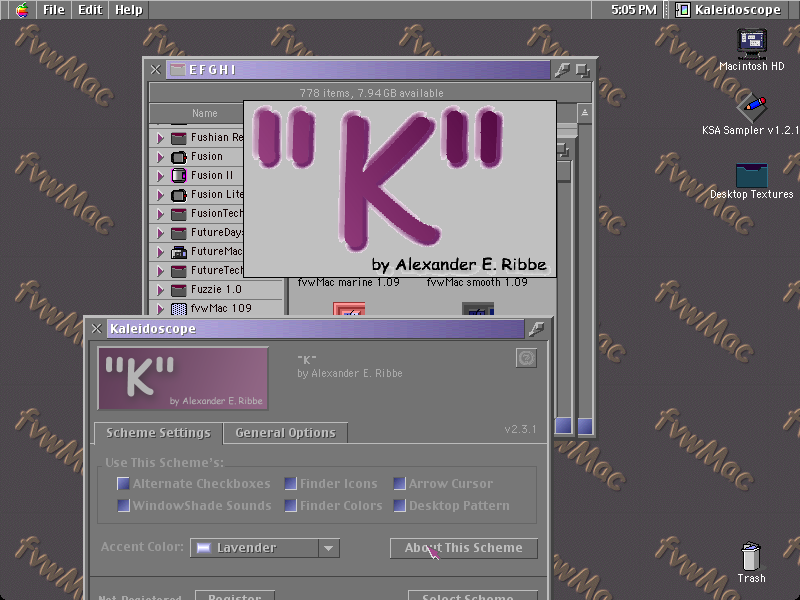 File Edit Help 5:05 PM Kaleidoscope
fvwMac
Macintosh HD
KSA Sampler v1.2.1
Desktop Textures
Trash
E F G H I
778 items, 7.94 GB available
Name
Fushian Re
Fusion
Fusion II
Fusion Lite
FusionTech
FutureDays
FutureMac
FutureTech
Fuzzie 1.0
fvwMac 109
"K"
by Alexander E. Ribbe
fvwMac marine 1.09 fvwMac smooth 1.09
Kaleidoscope
"K"
by Alexander E. Ribbe
"K"
by Alexander E. Ribbe
Scheme Settings General Options v2.3.1
Use This Scheme's:
Alternate Checkboxes Finder Icons Arrow Cursor
WindowShade Sounds Finder Colors Desktop Pattern
Accent Color: Lavender About This Scheme
Not Registered Register Select Scheme